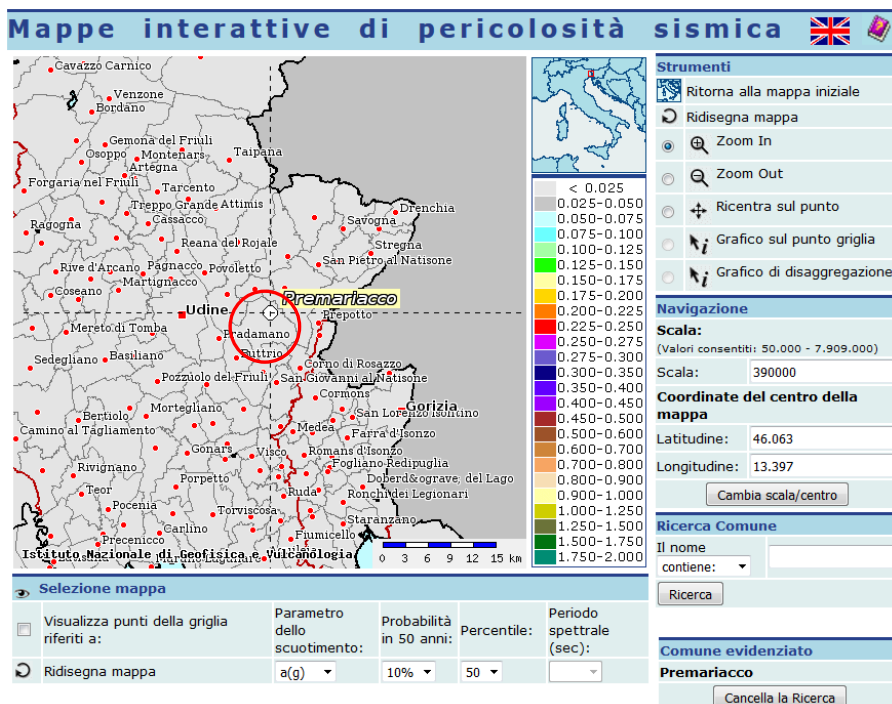 Mappe interattive di pericolosità sismica
Cavazzo Carnico
Venzone
Bordano
Gemona del Friuli
Osoppo Montenars
Taipana
Artegna
Forgaria nel Friuli
Tarcento
Treppo Grande Attimis
Drenchia
Cassacco
Savogna
Ragogna
Reana del Rojale
Stregna
Rive d'Arcano Pagnacco Povoletto
San Pietro al Natisone
Martignacco
Coseano
Premariacco
Udine
Prepotto
Mereto di Tomba
Pradamano
Sedegliano Basiliano
Buttrio
Corno di Rosazzo
Pozzuolo del Friuli
San Giovanni al Natisone
Cormons
Bertiolo
Mortegliano
San Lorenzo Isontino
Gorizia
Camino al Tagliamento
Medea
Farra d'Isonzo
Gonars
Visco
Romans d'Isonzo
Fogliano Redipuglia
Rivignano
Porpetto
Doberd&ograve; del Lago
Teor
Ruda
Ronchi dei Legionari
Pocenia
Torviscosa
Staranzano
Carlino
Fiumicello
Precenicco
Istituto Nazionale di Geofisica e Vulcanologia
Muzzana Lagunare
0 3 6 9 12 15 km
< 0.025
0.025-0.050
0.050-0.075
0.075-0.100
0.100-0.125
0.125-0.150
0.150-0.175
0.175-0.200
0.200-0.225
0.225-0.250
0.250-0.275
0.275-0.300
0.300-0.350
0.350-0.400
0.400-0.450
0.450-0.500
0.500-0.600
0.600-0.700
0.700-0.800
0.800-0.900
0.900-1.000
1.000-1.250
1.250-1.500
1.500-1.750
1.750-2.000
Strumenti
Ritorna alla mappa iniziale
Ridisegna mappa
Zoom In
Zoom Out
Ricentra sul punto
Grafico sul punto griglia
Grafico di disaggregazione
Navigazione
Scala:
(Valori consentiti: 50.000 - 7.909.000)
Scala: 390000
Coordinate del centro della
mappa
Latitudine: 46.063
Longitudine: 13.397
Cambia scala/centro
Ricerca Comune
Il nome
contiene:
Ricerca
Comune evidenziato
Premariacco
Cancella la Ricerca
Selezione mappa
Visualizza punti della griglia
riferiti a:
Parametro
dello
scuotimento:
Probabilità
in 50 anni:
Percentile:
Periodo
spettrale
(sec):
Ridisegna mappa
a(g)
10%
50
-